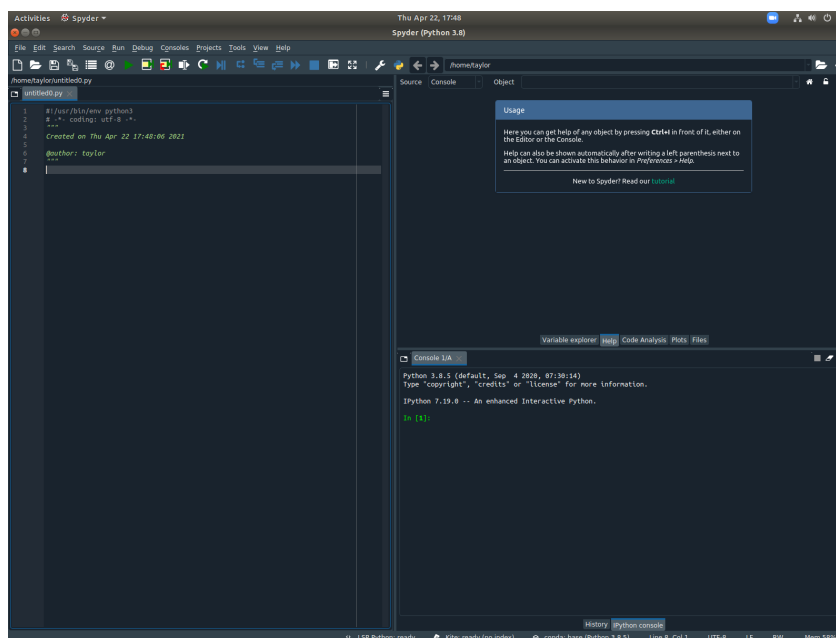 Activities Spyder Thu Apr 22, 17:48
Spyder (Python 3.8)
File Edit Search Source Run Debug Consoles Projects Tools View Help
/home/taylor
/home/taylor/untitled0.py
Source Console Object
untitled0.py
1 #!/usr/bin/env python3
2 # -*- coding: utf-8 -*-
3 """
4 Created on Thu Apr 22 17:48:06 2021
5
6 @author: taylor
7 """
8
Usage
Here you can get help of any object by pressing Ctrl+I in front of it, either on
the Editor or the Console.
Help can also be shown automatically after writing a left parenthesis next to
an object. You can activate this behavior in Preferences > Help.
New to Spyder? Read our tutorial
Variable explorer Help Code Analysis Plots Files
Console 1/A
Python 3.8.5 (default, Sep  4 2020, 07:30:14)
Type "copyright", "credits" or "license" for more information.
IPython 7.19.0 -- An enhanced Interactive Python.
In [1]:
History IPython console
LSP Python: ready Kite: ready (no index) conda: base (Python 3.8.5) Line 8, Col 1 UTF-8 LF RW Mem 58%